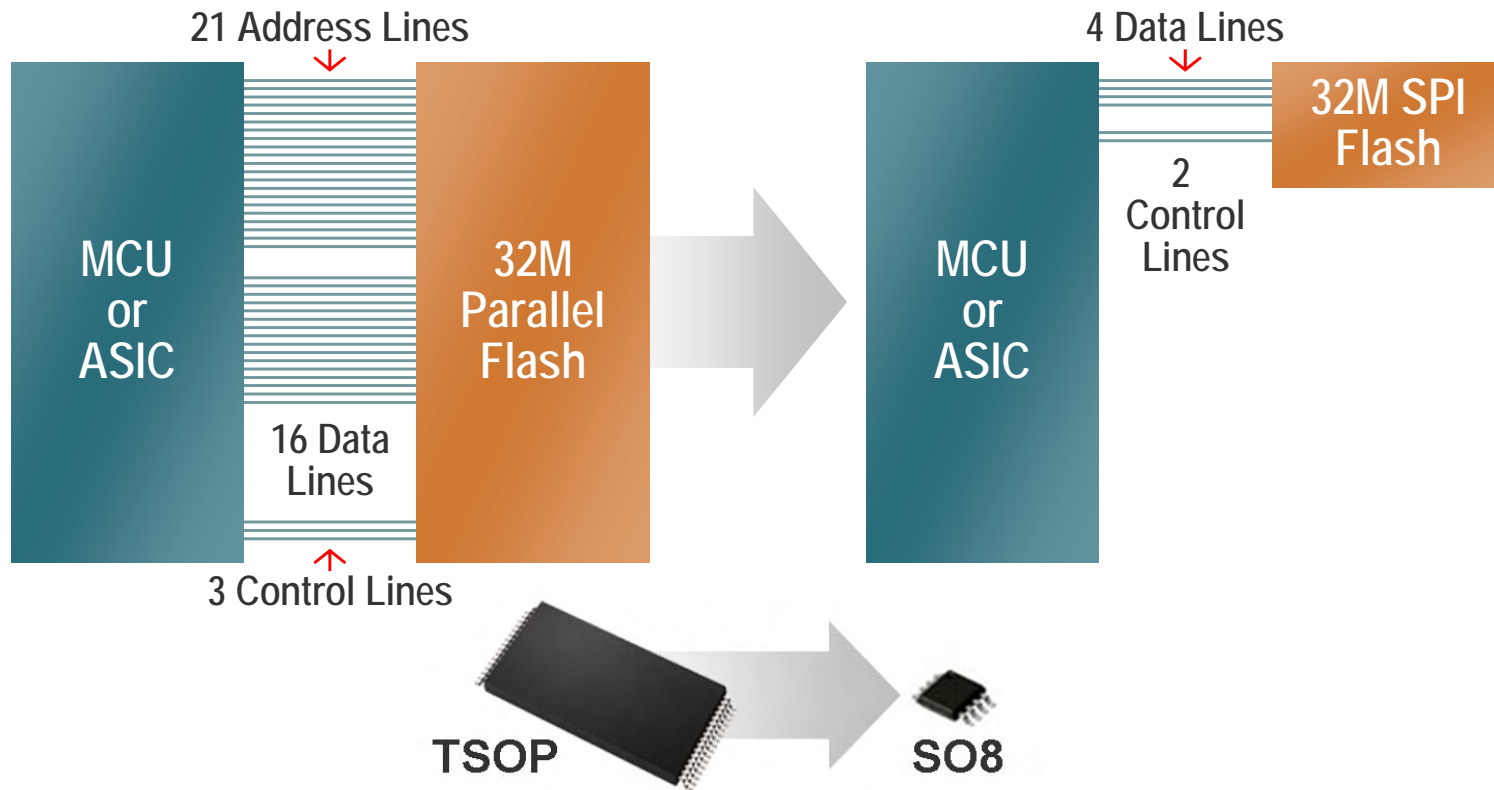 21 Address Lines
MCU
or
ASIC
32M
Parallel
Flash
16 Data
Lines
3 Control Lines
4 Data Lines
MCU
or
ASIC
32M SPI
Flash
2
Control
Lines
TSOP
SO8